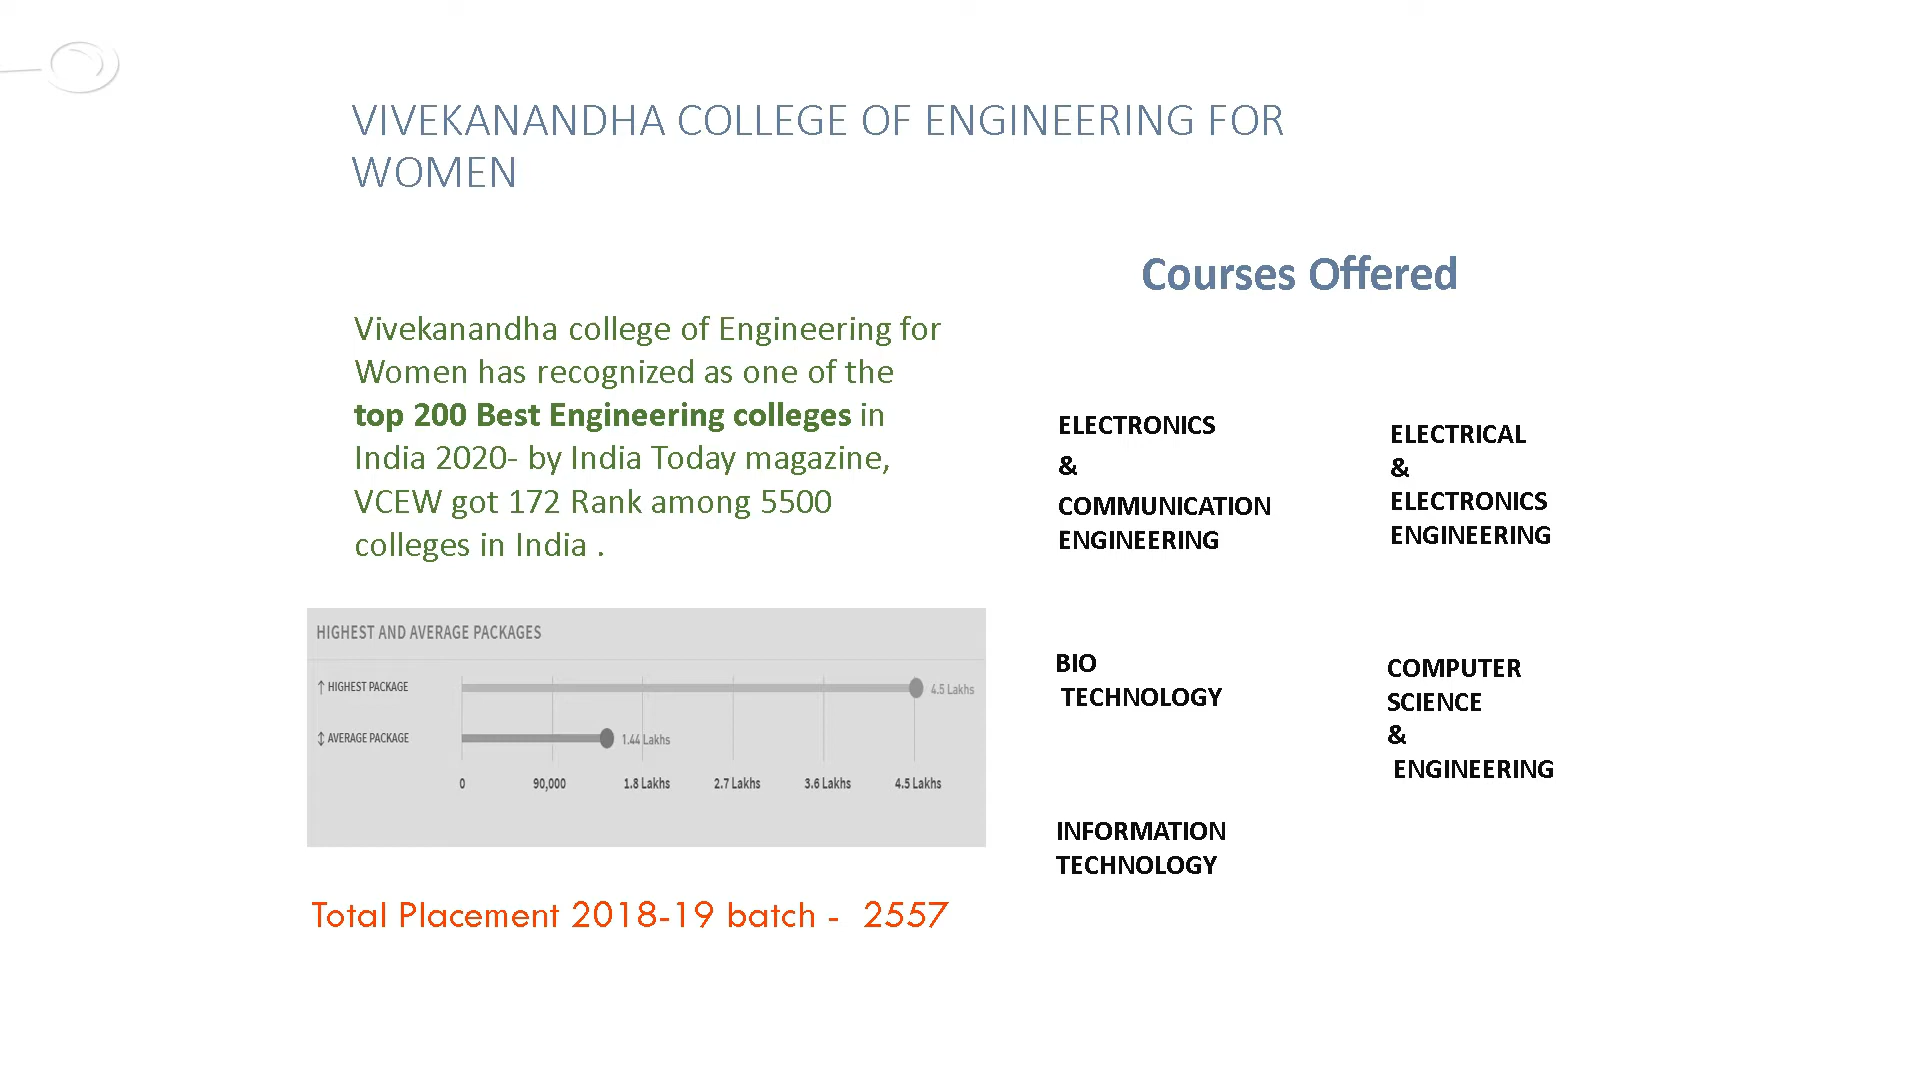 VIVEKANANDHA COLLEGE OF ENGINEERING FOR
WOMEN
Vivekanandha college of Engineering for
Women has recognized as one of the
top 200 Best Engineering colleges in
India 2020- by India Today magazine,
VCEW got 172 Rank among 5500
colleges in India .
HIGHEST AND AVERAGE PACKAGES
↑ HIGHEST PACKAGE
4.5 Lakhs
↕ AVERAGE PACKAGE
1.44 Lakhs
0 90,000 1.8 Lakhs 2.7 Lakhs 3.6 Lakhs 4.5 Lakhs
Total Placement 2018-19 batch - 2557
Courses Offered
ELECTRONICS
&
COMMUNICATION
ENGINEERING
ELECTRICAL
&
ELECTRONICS
ENGINEERING
BIO
TECHNOLOGY
COMPUTER
SCIENCE
&
ENGINEERING
INFORMATION
TECHNOLOGY